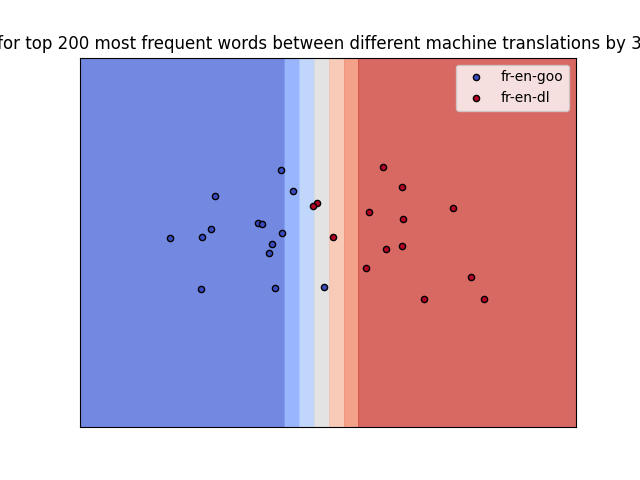 for top 200 most frequent words between different machine translations by 3
fr-en-goo
fr-en-dl